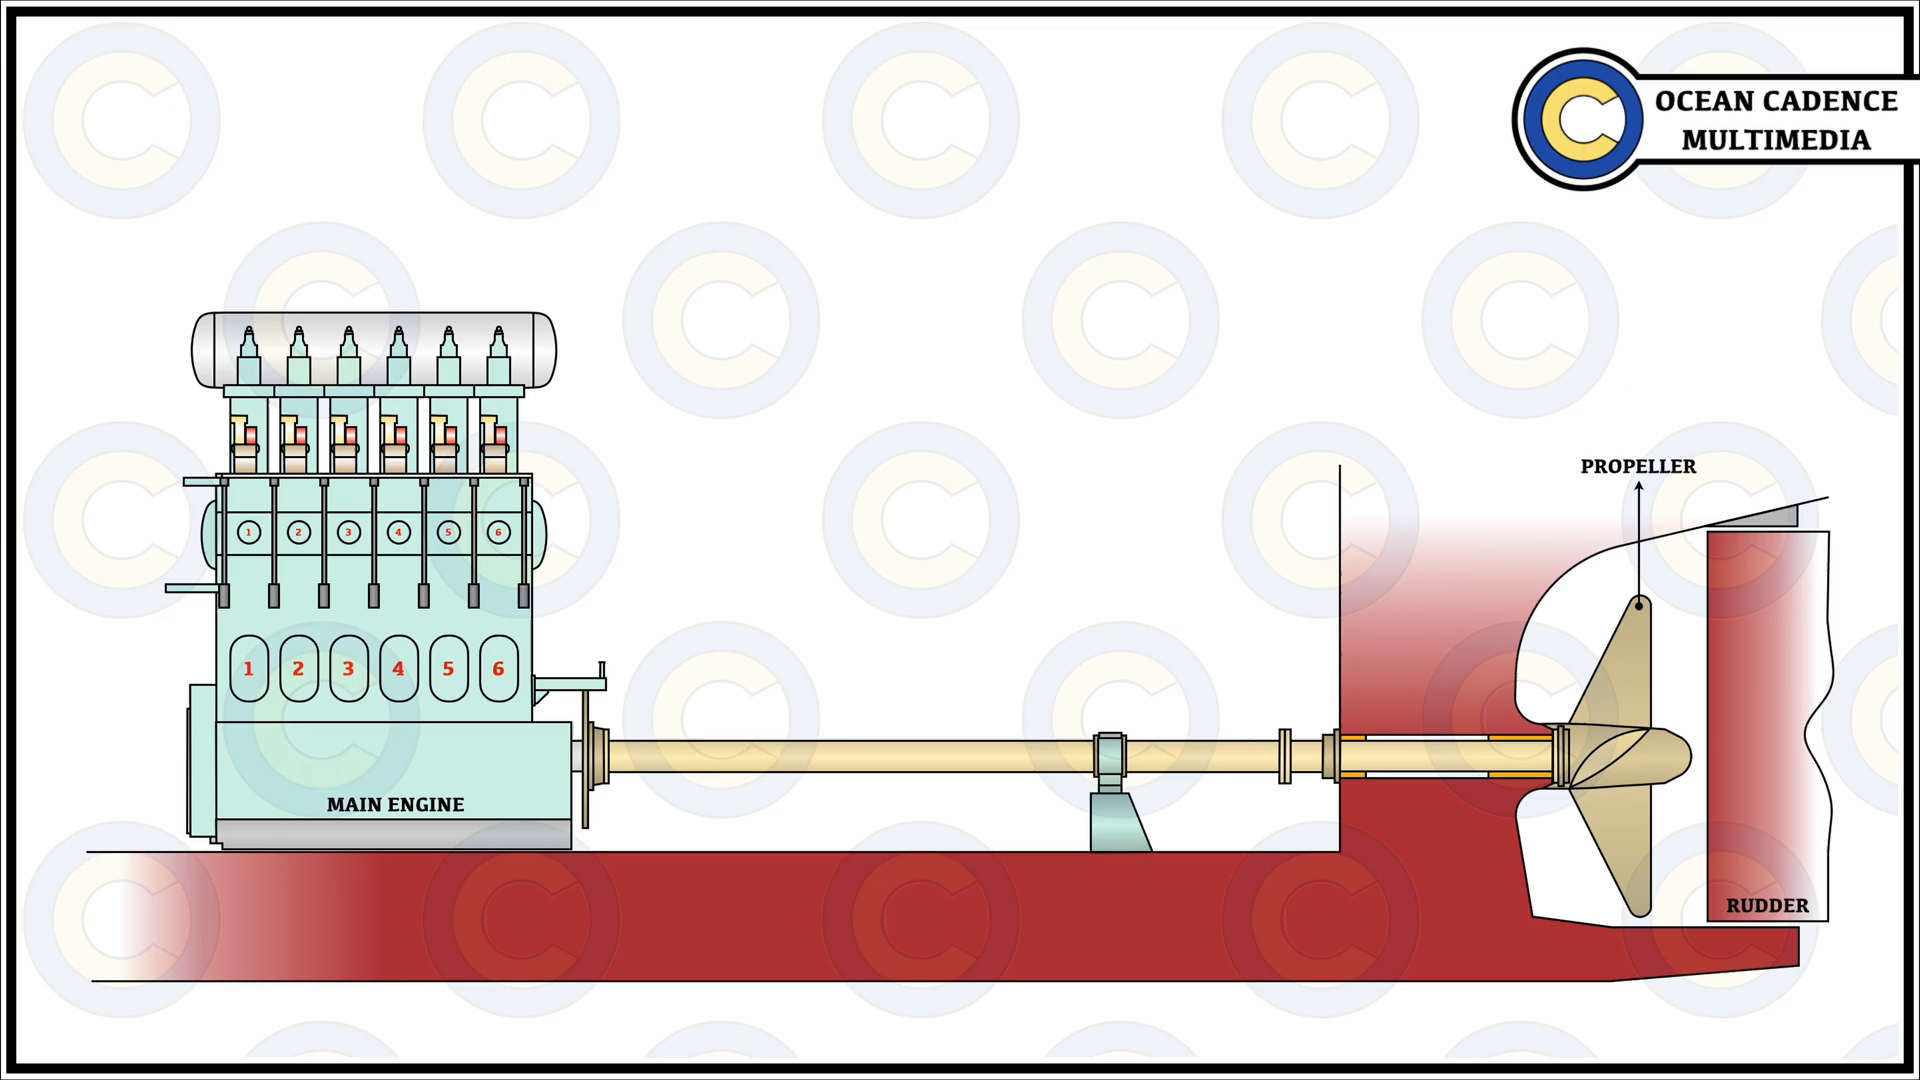 OCEAN CADENCE
MULTIMEDIA
PROPELLER
1 2 3 4 5 6
1 2 3 4 5 6
MAIN ENGINE
RUDDER